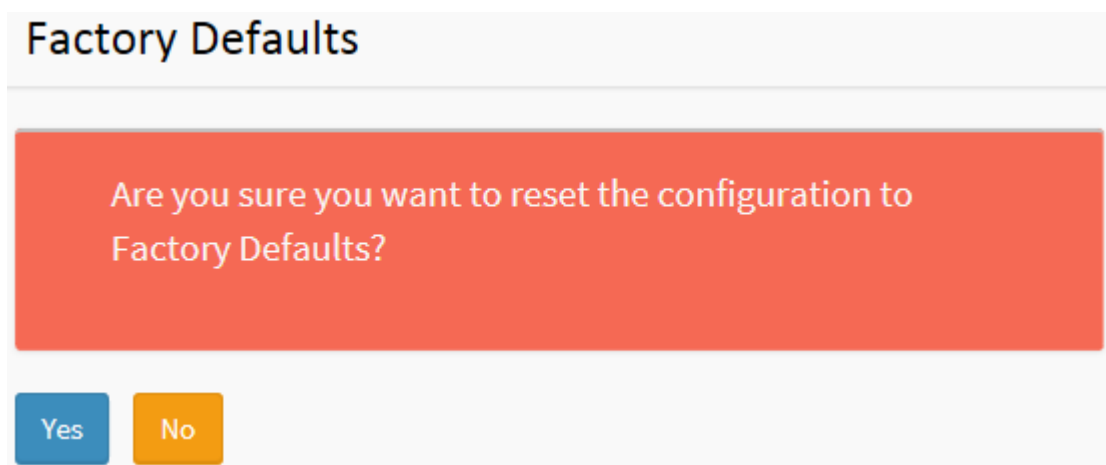 Factory Defaults
Are you sure you want to reset the configuration to
Factory Defaults?
Yes No